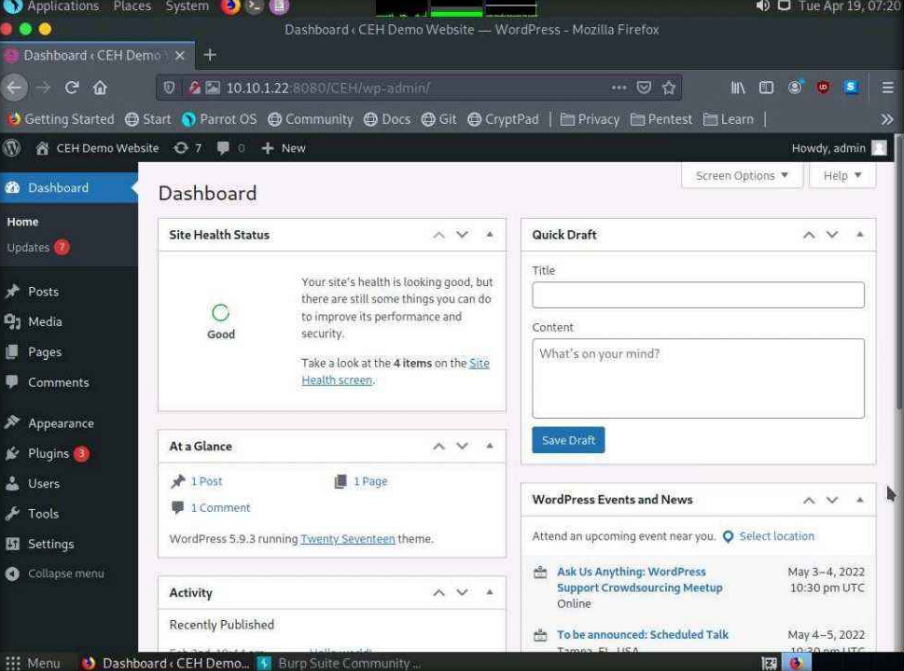 Applications Places System Tue Apr 19, 07:20
Dashboard ‹ CEH Demo Website — WordPress - Mozilla Firefox
Dashboard ‹ CEH Demo
10.10.1.22:8080/CEH/wp-admin/
Getting Started Start Parrot OS Community Docs Git CryptPad Privacy Pentest Learn
CEH Demo Website 7 0 + New Howdy, admin
Screen Options Help
Dashboard
Home
Updates 7
Posts
Media
Pages
Comments
Appearance
Plugins 3
Users
Tools
Settings
Collapse menu
Dashboard
Site Health Status
Good
Your site's health is looking good, but
there are still some things you can do
to improve its performance and
security.
Take a look at the 4 items on the Site
Health screen.
At a Glance
1 Post 1 Page
1 Comment
WordPress 5.9.3 running Twenty Seventeen theme.
Activity
Recently Published
Quick Draft
Title
Content
What's on your mind?
Save Draft
WordPress Events and News
Attend an upcoming event near you. Select location
Ask Us Anything: WordPress May 3–4, 2022
Support Crowdsourcing Meetup 10:30 pm UTC
Online
To be announced: Scheduled Talk May 4–5, 2022
Tampa, FL, USA 10:30 pm UTC
Menu Dashboard ‹ CEH Demo... Burp Suite Community ...